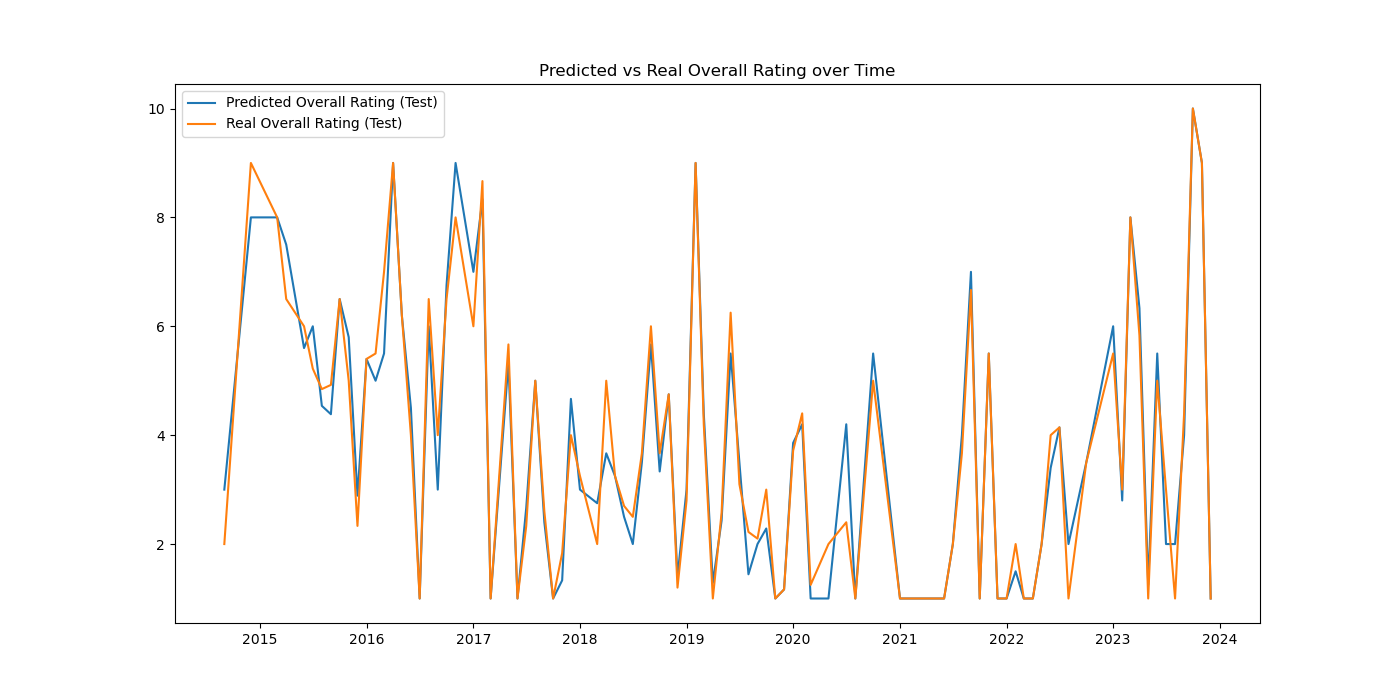 Predicted vs Real Overall Rating over Time
Predicted Overall Rating (Test)
Real Overall Rating (Test)
10
8
6
4
2
2015 2016 2017 2018 2019 2020 2021 2022 2023 2024